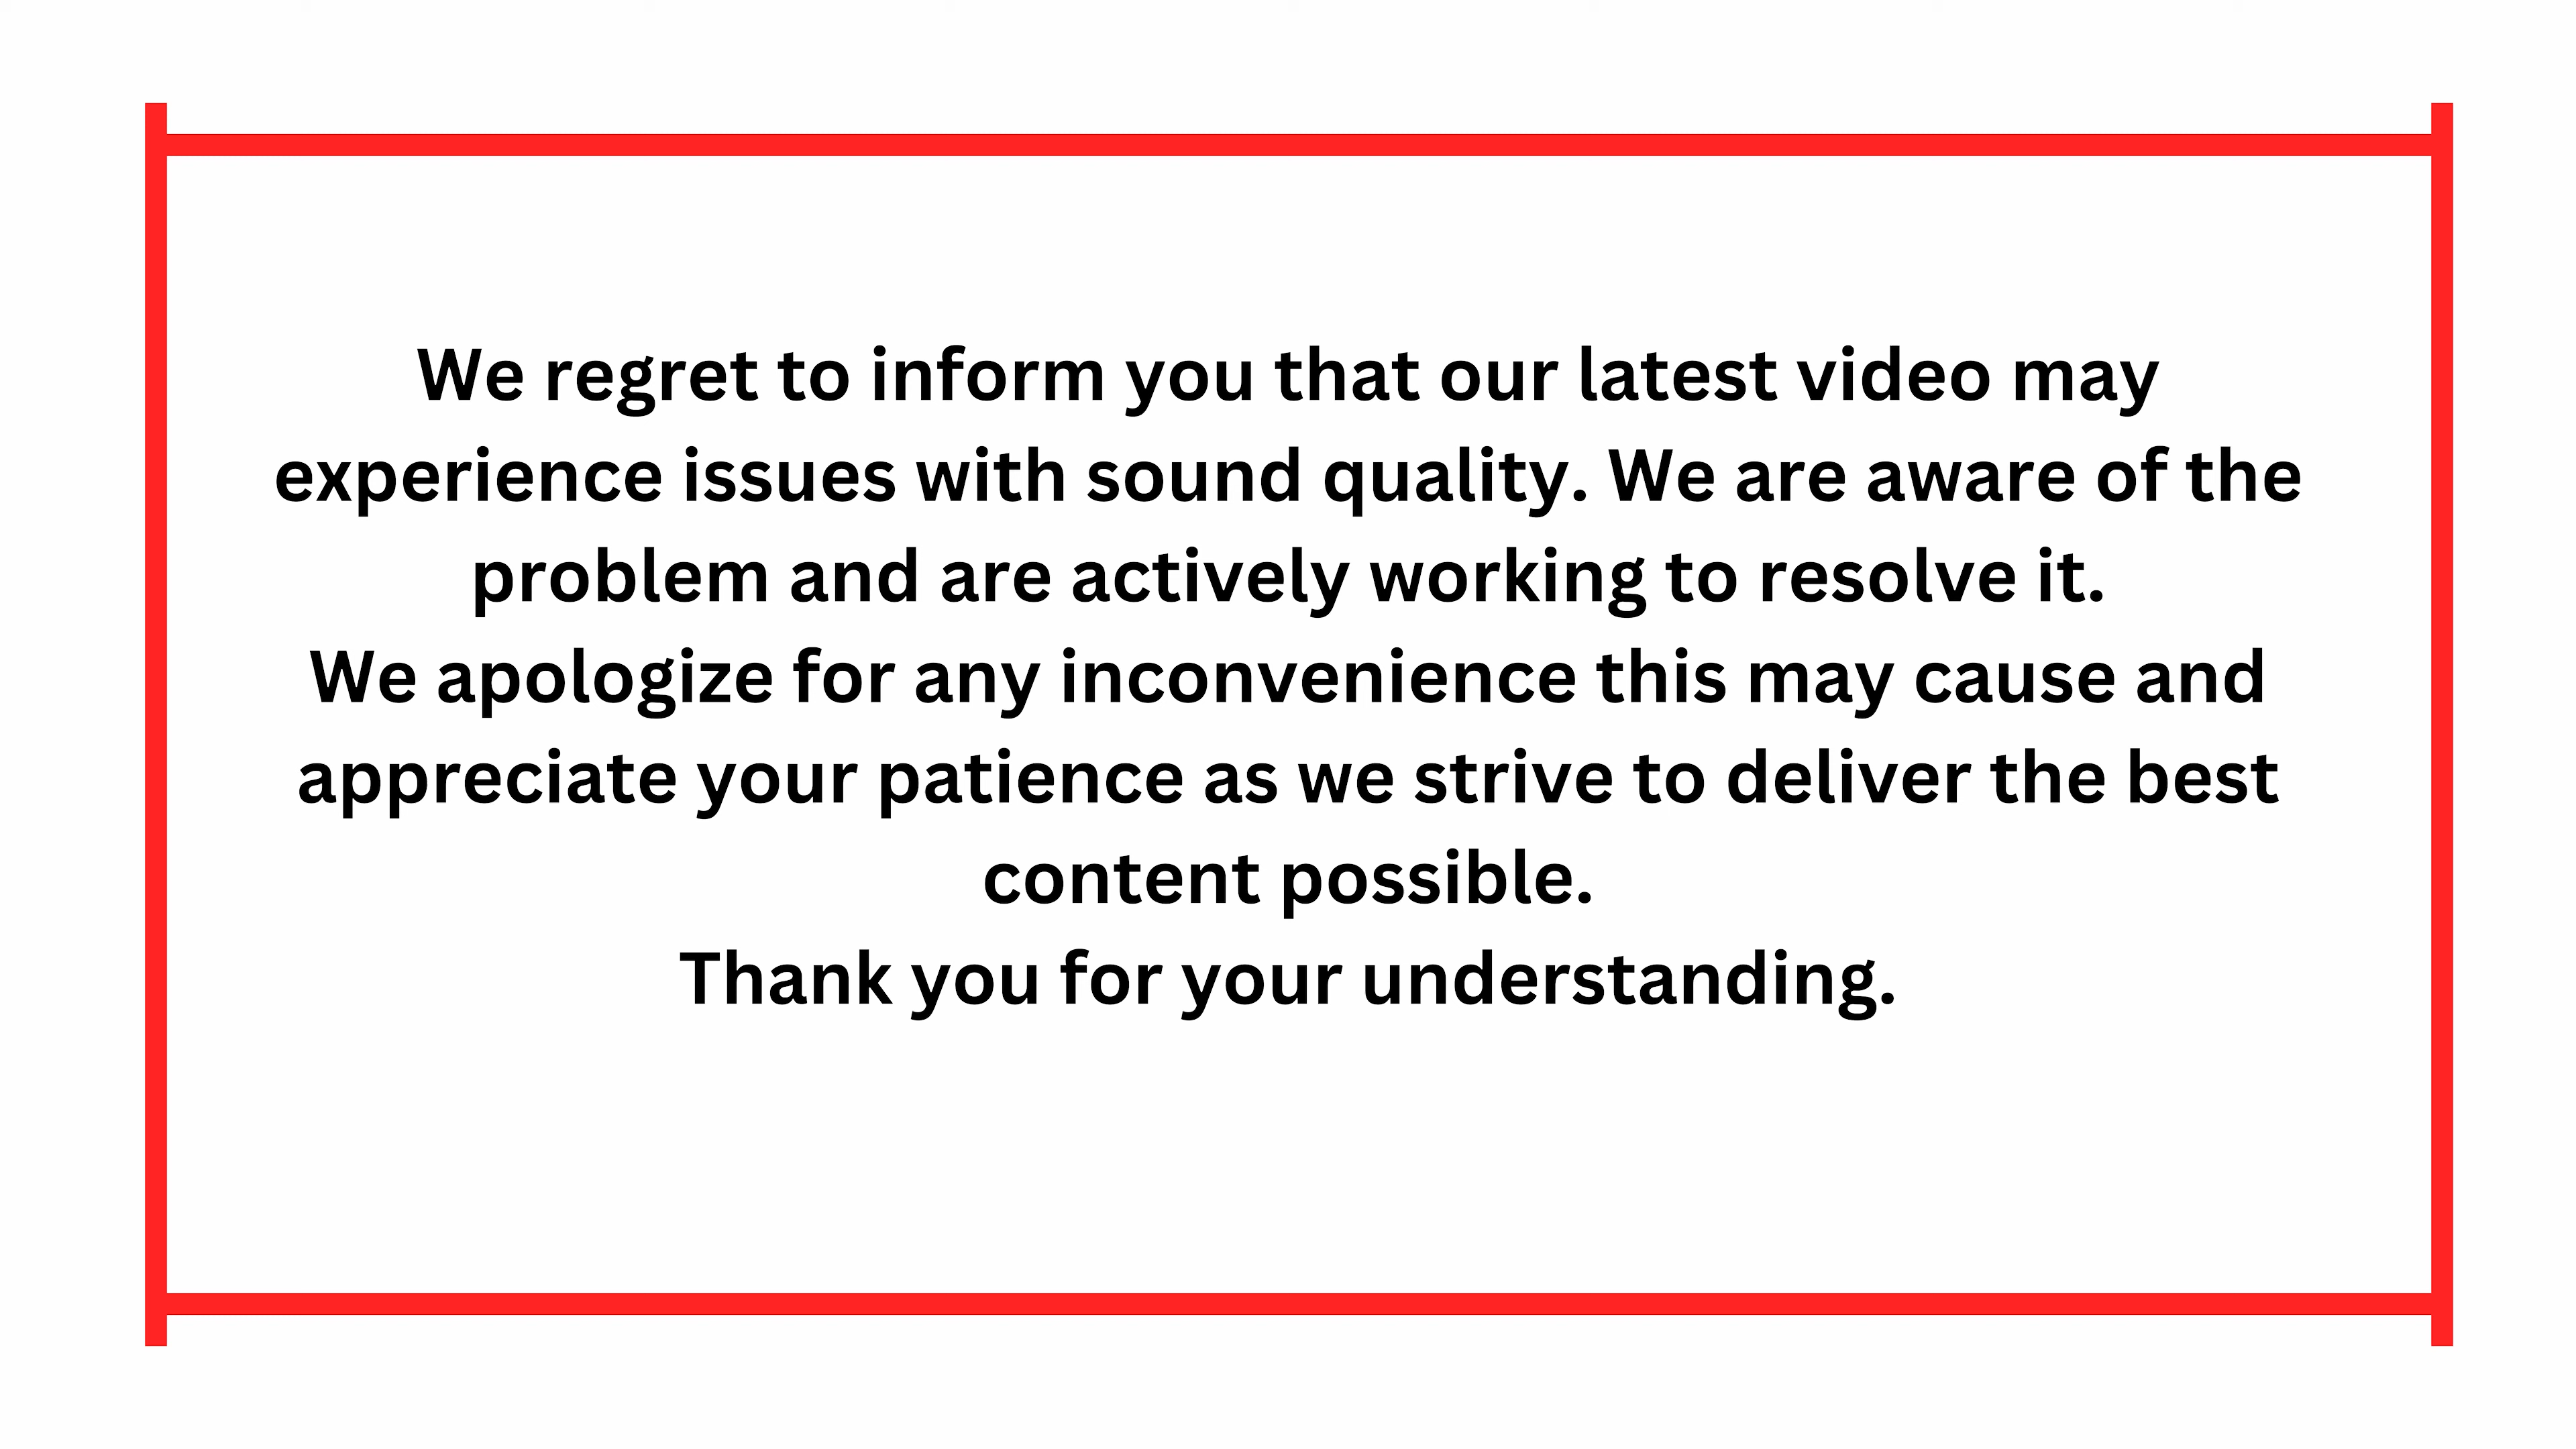 We regret to inform you that our latest video may
experience issues with sound quality. We are aware of the
problem and are actively working to resolve it.
We apologize for any inconvenience this may cause and
appreciate your patience as we strive to deliver the best
content possible.
Thank you for your understanding.